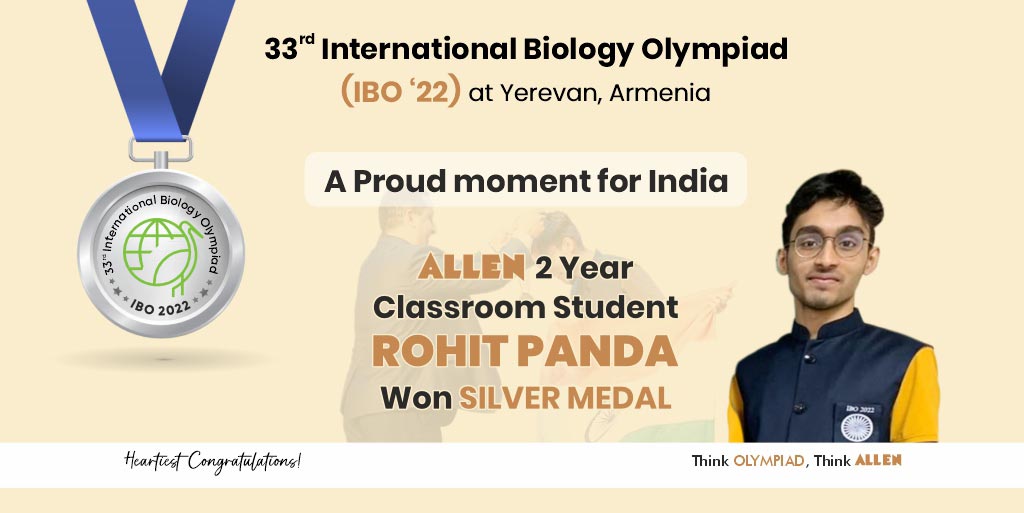 33rd International Biology Olympiad
(IBO ‘22) at Yerevan, Armenia
A Proud moment for India
33rd International Biology Olympiad
IBO 2022
ALLEN 2 Year
Classroom Student
ROHIT PANDA
Won SILVER MEDAL
IBO 2022
Heartiest Congratulations!
Think OLYMPIAD, Think ALLEN